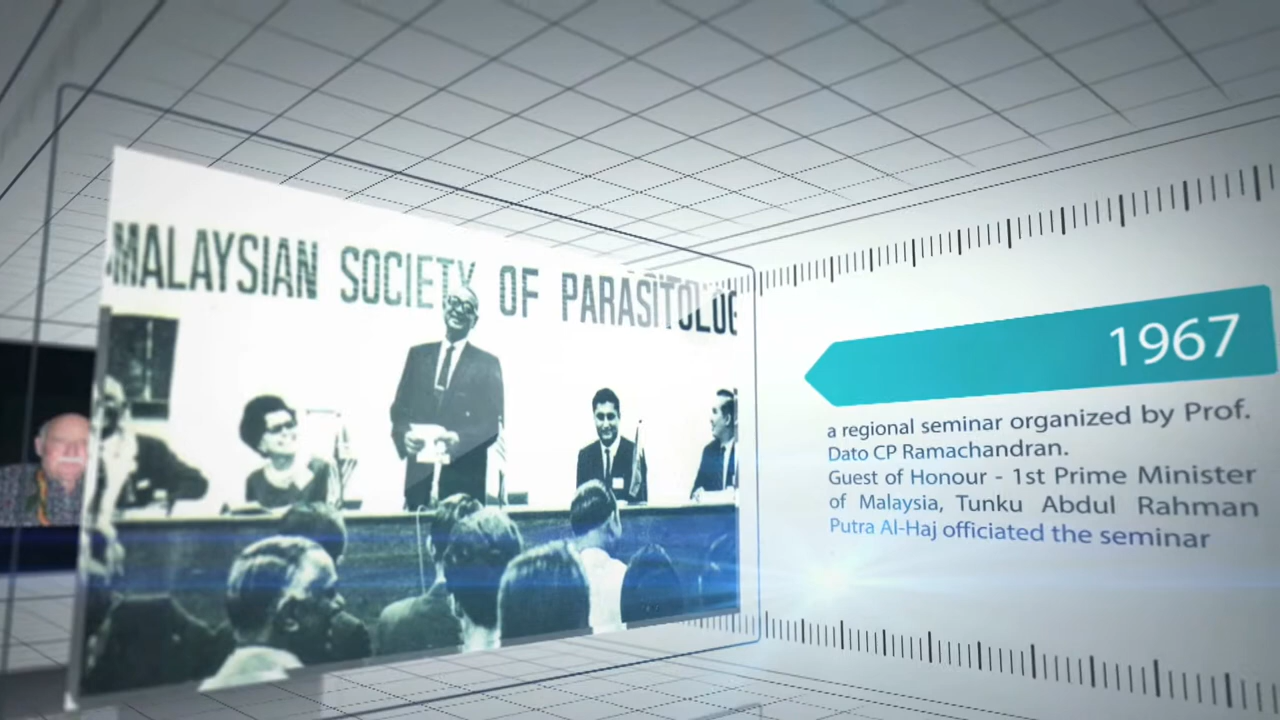 MALAYSIAN SOCIETY OF PARASITOLOG
1967
a regional seminar organized by Prof.
Dato CP Ramachandran.
Guest of Honour - 1st Prime Minister
of Malaysia, Tunku Abdul Rahman
Putra Al-Haj officiated the seminar